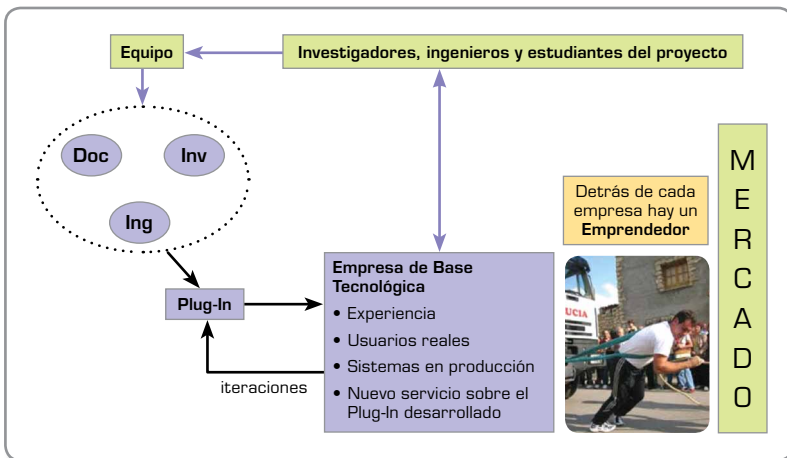 Equipo
Investigadores, ingenieros y estudiantes del proyecto
Doc
Inv
Ing
Plug-In
iteraciones
Empresa de Base
Tecnológica
• Experiencia
• Usuarios reales
• Sistemas en producción
• Nuevo servicio sobre el
Plug-In desarrollado
Detrás de cada
empresa hay un
Emprendedor
UCIA
M
E
R
C
A
D
O